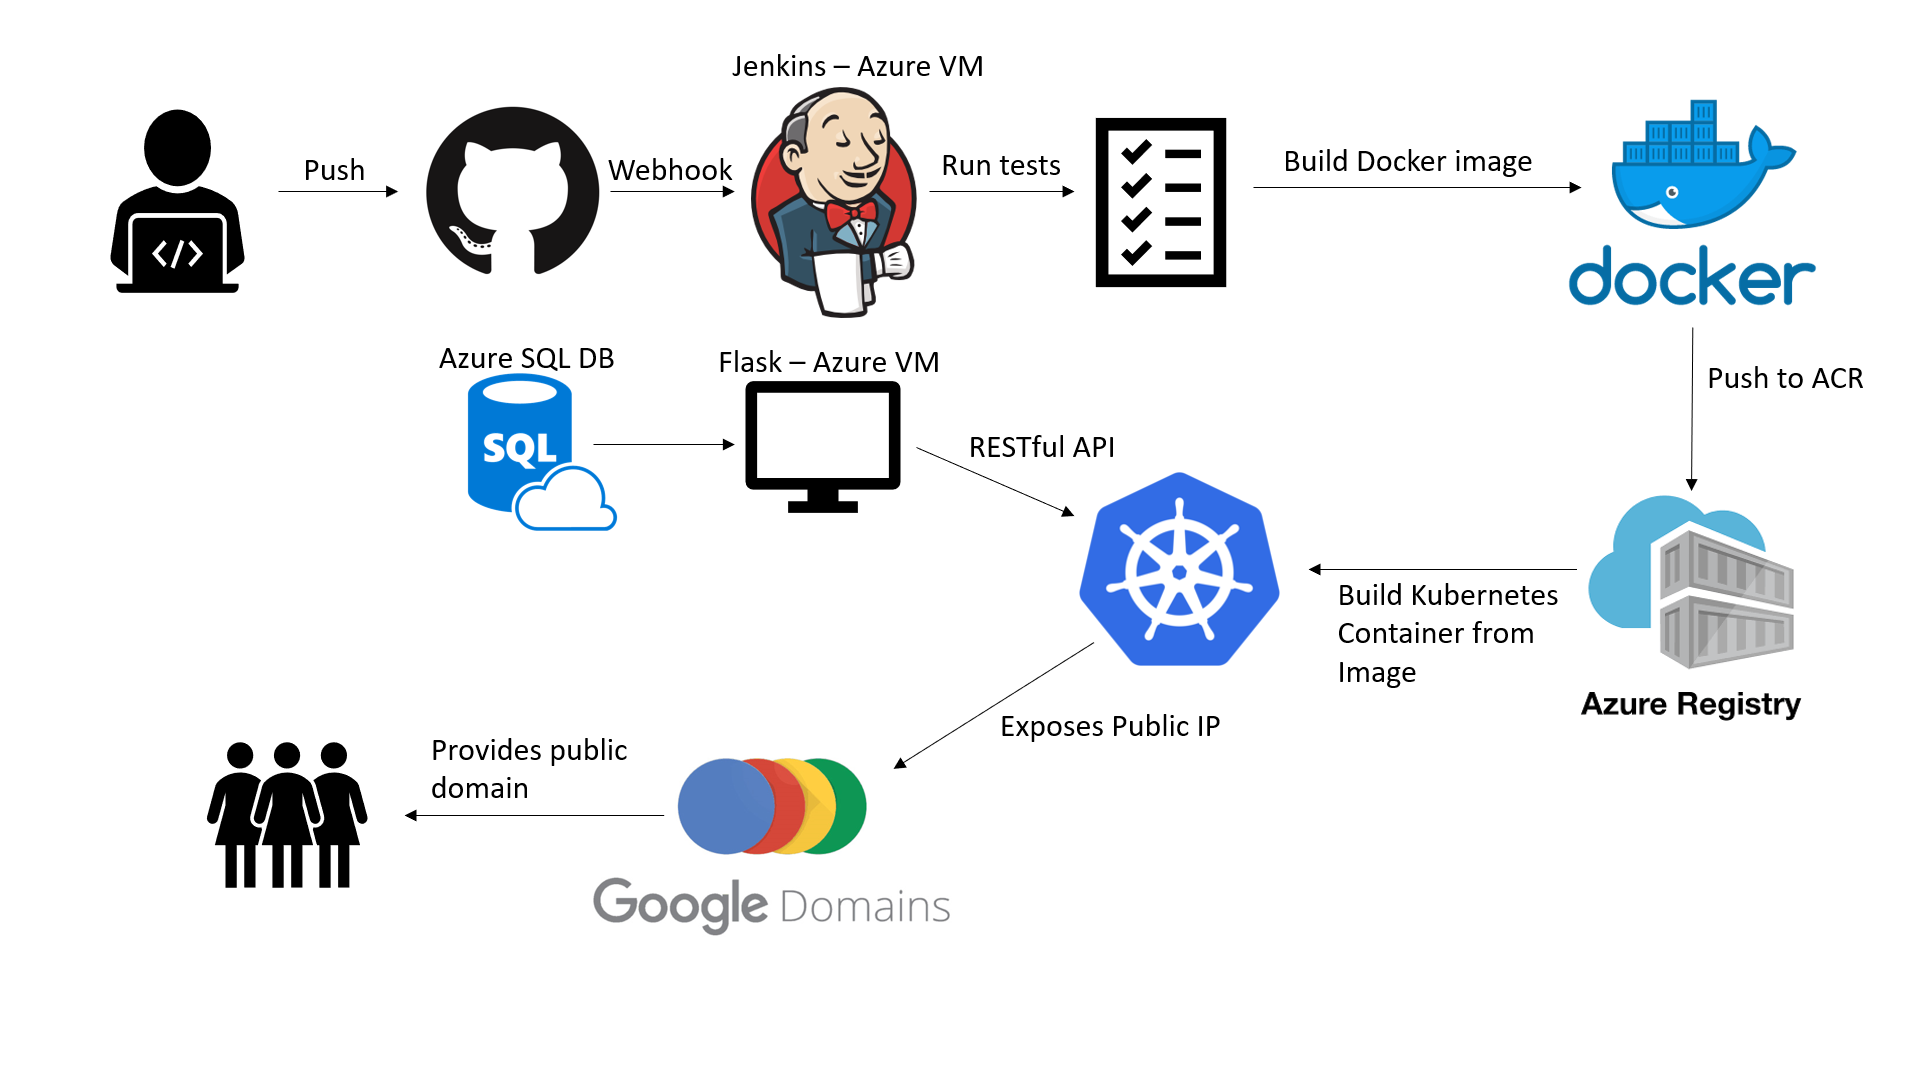 Jenkins – Azure VM
Push
Webhook
Run tests
Build Docker image
</>
docker
Azure SQL DB
Flask – Azure VM
Push to ACR
SQL
RESTful API
Build Kubernetes
Container from
Image
Azure Registry
Exposes Public IP
Provides public
domain
Google Domains